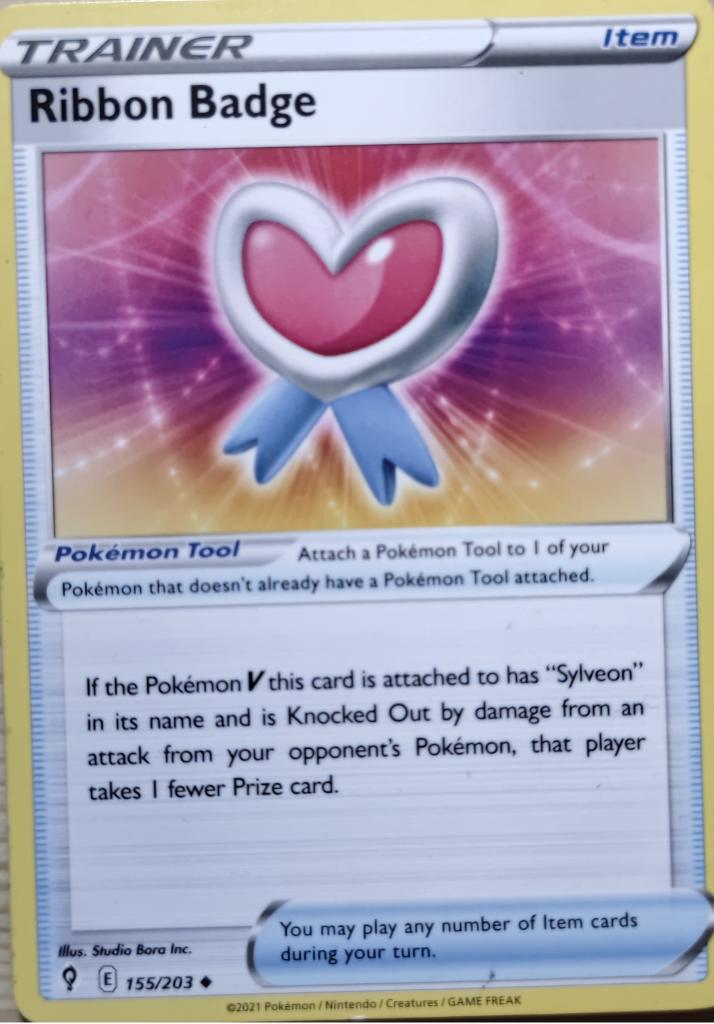 TRAINER
Item
Ribbon Badge
Pokémon Tool Attach a Pokémon Tool to 1 of your
Pokémon that doesn't already have a Pokémon Tool attached.
If the Pokémon V this card is attached to has “Sylveon”
in its name and is Knocked Out by damage from an
attack from your opponent's Pokémon, that player
takes 1 fewer Prize card.
You may play any number of Item cards
during your turn.
Illus. Studio Bora Inc.
E 155/203 ◆
©2021 Pokémon / Nintendo / Creatures / GAME FREAK